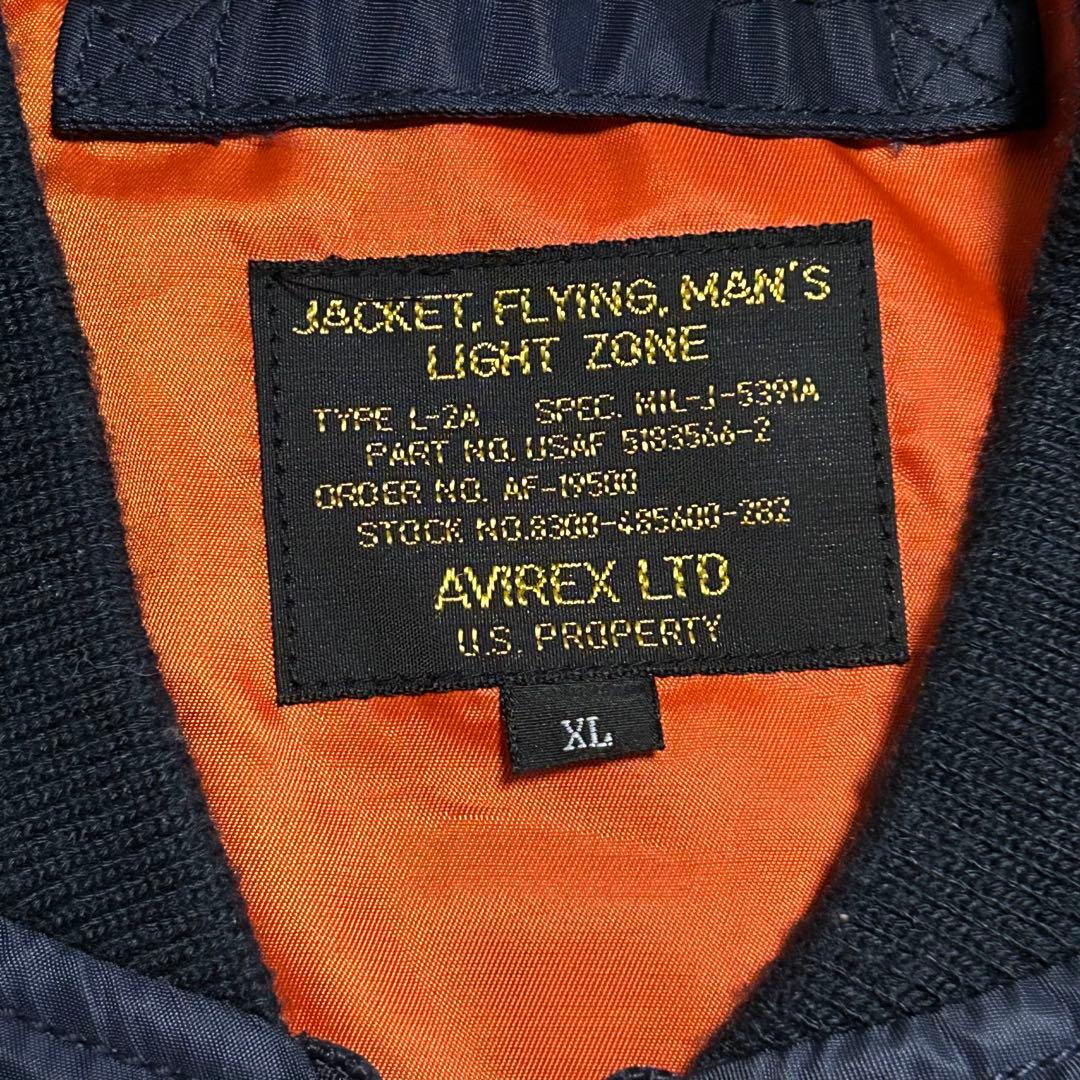 JACKET, FLYING, MAN'S
LIGHT ZONE
TYPE L-2A SPEC. MIL-J-5391A
PART NO. USAF 5183566-2
ORDER NO. AF-19500
STOCK NO.8300-485600-282
AVIREX LTD
U.S. PROPERTY
XL